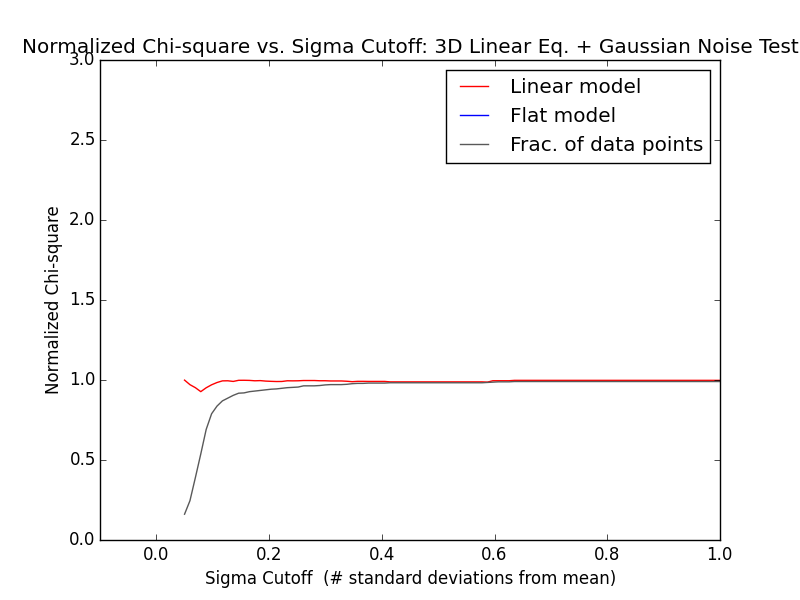 Normalized Chi-square vs. Sigma Cutoff: 3D Linear Eq. + Gaussian Noise Test
3.0
2.5
2.0
1.5
1.0
0.5
0.0
Normalized Chi-square
Linear model
Flat model
Frac. of data points
0.0 0.2 0.4 0.6 0.8 1.0
Sigma Cutoff (# standard deviations from mean)